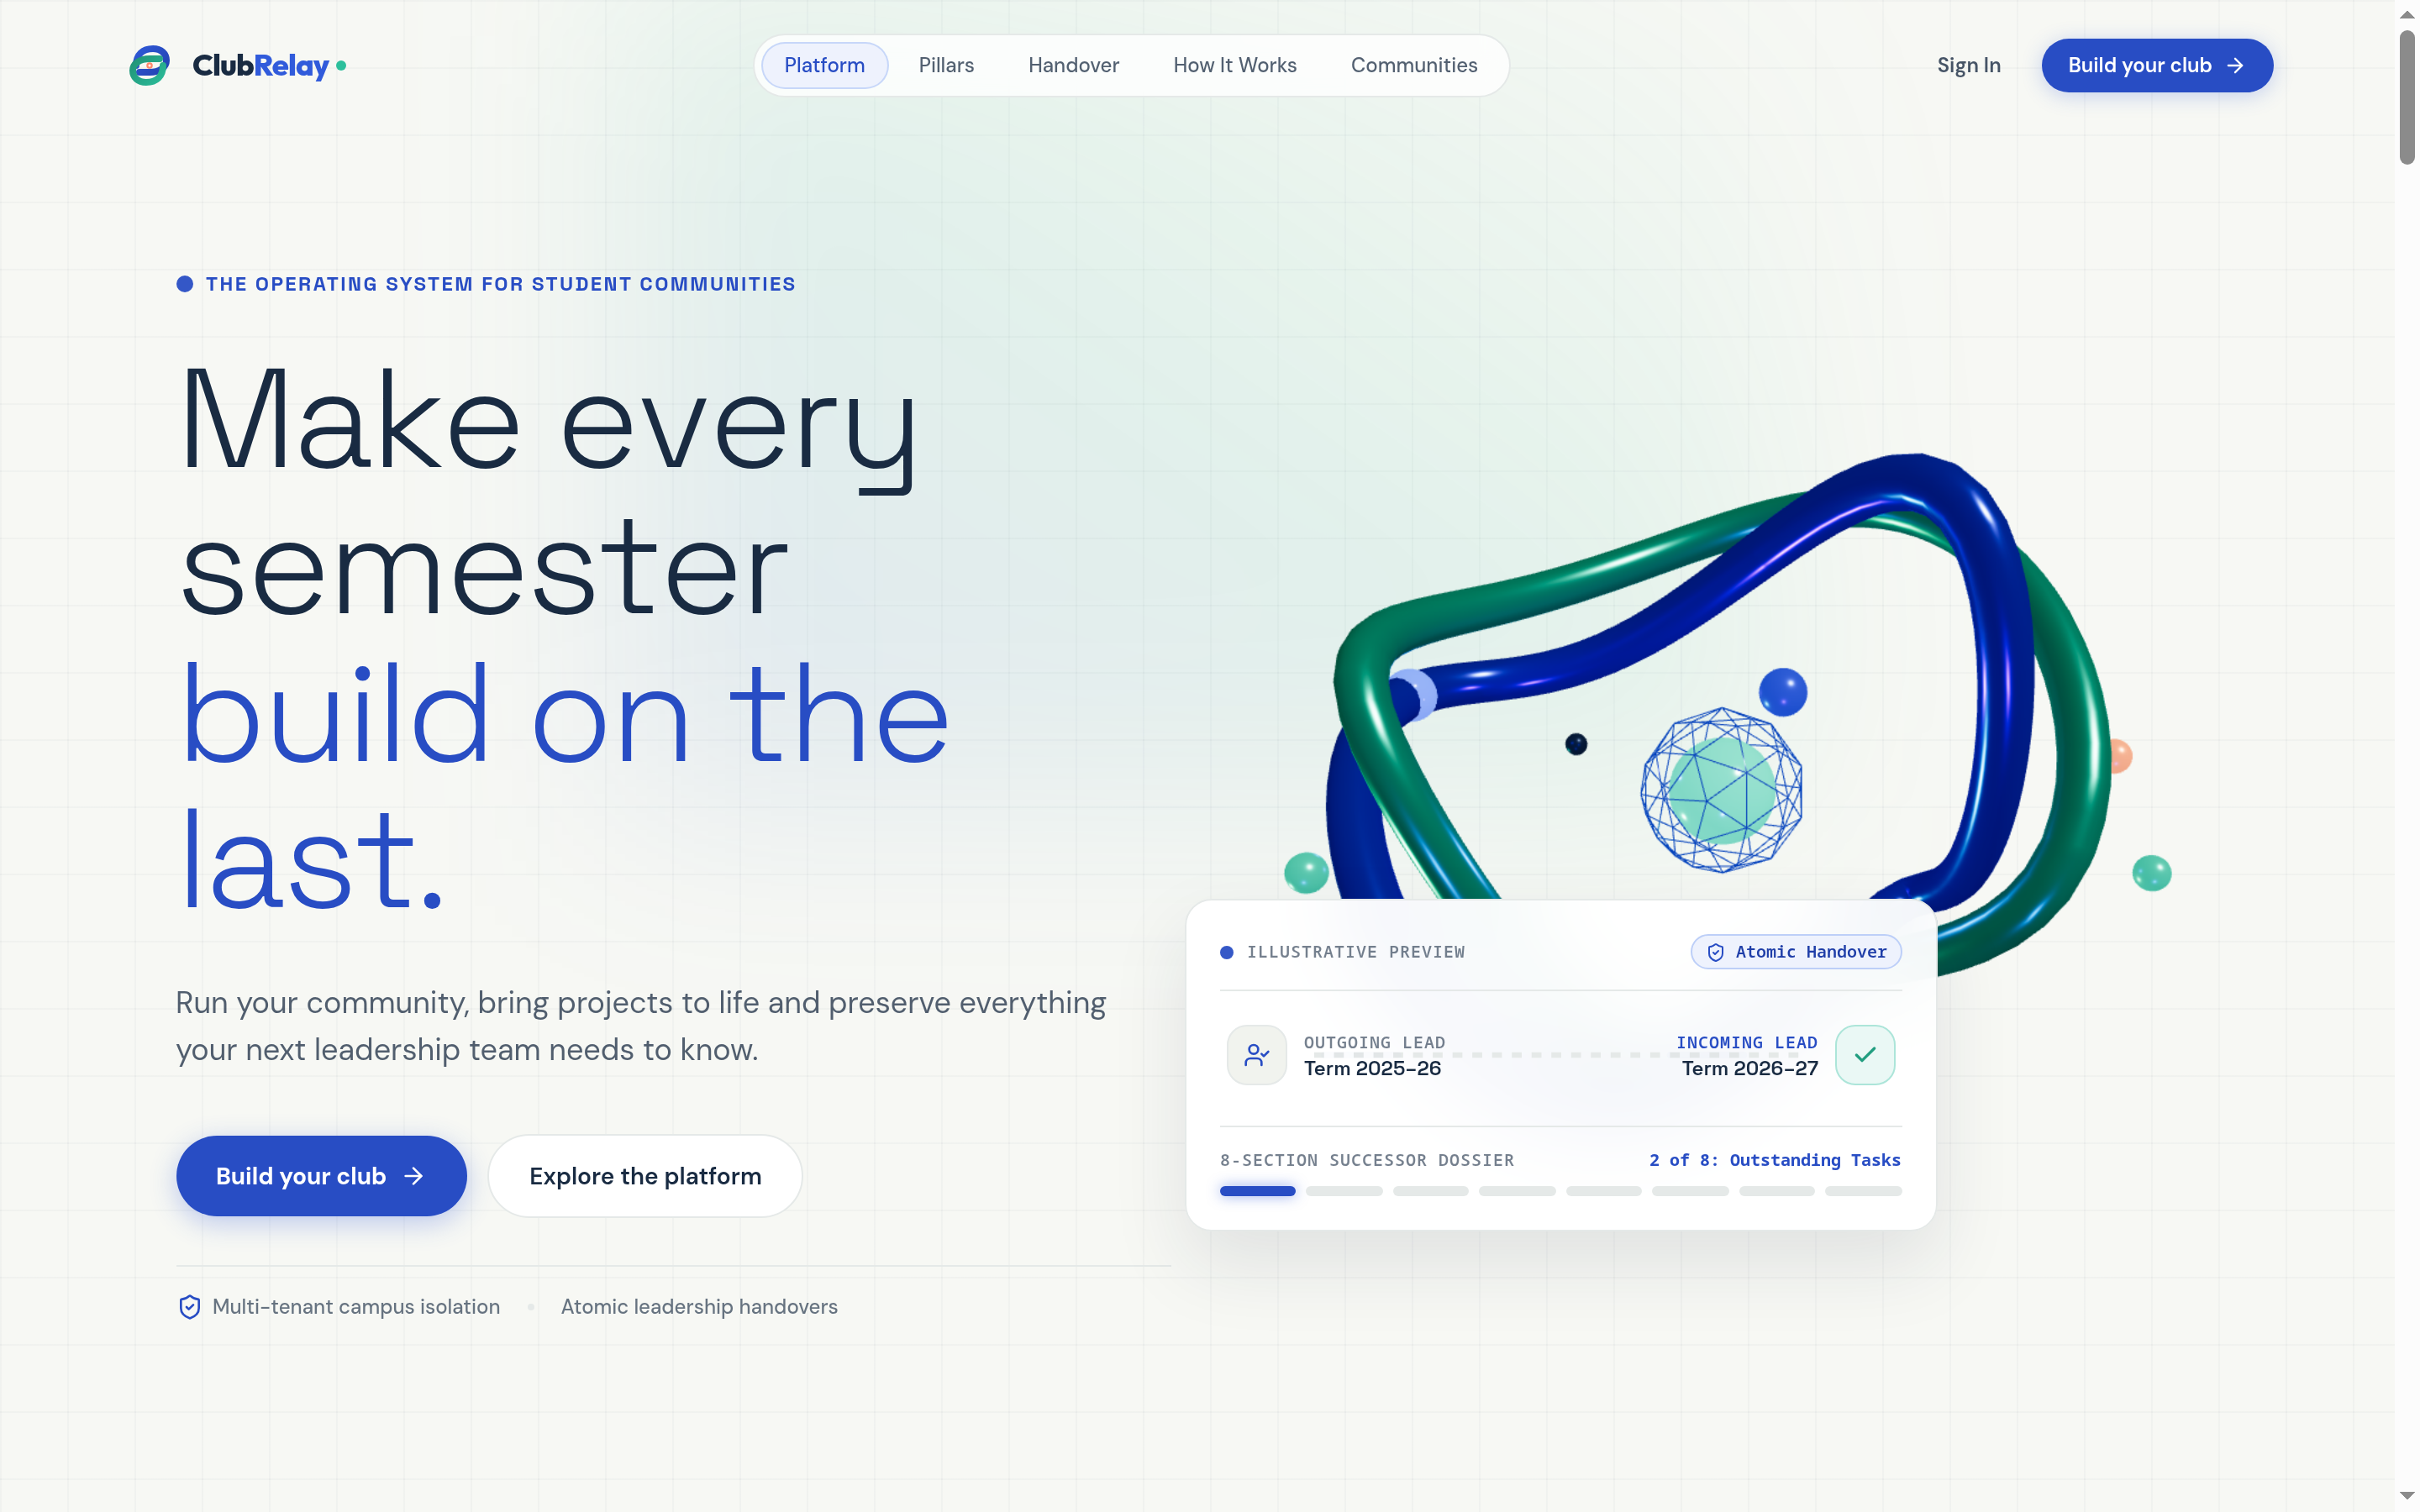 ClubRelay
Platform
Pillars
Handover
How It Works
Communities
Sign In
Build your club
THE OPERATING SYSTEM FOR STUDENT COMMUNITIES
Make every
semester
build on the
last.
Run your community, bring projects to life and preserve everything
your next leadership team needs to know.
Build your club
Explore the platform
Multi-tenant campus isolation
Atomic leadership handovers
ILLUSTRATIVE PREVIEW
Atomic Handover
OUTGOING LEAD
Term 2025–26
INCOMING LEAD
Term 2026–27
8-SECTION SUCCESSOR DOSSIER
2 of 8: Outstanding Tasks